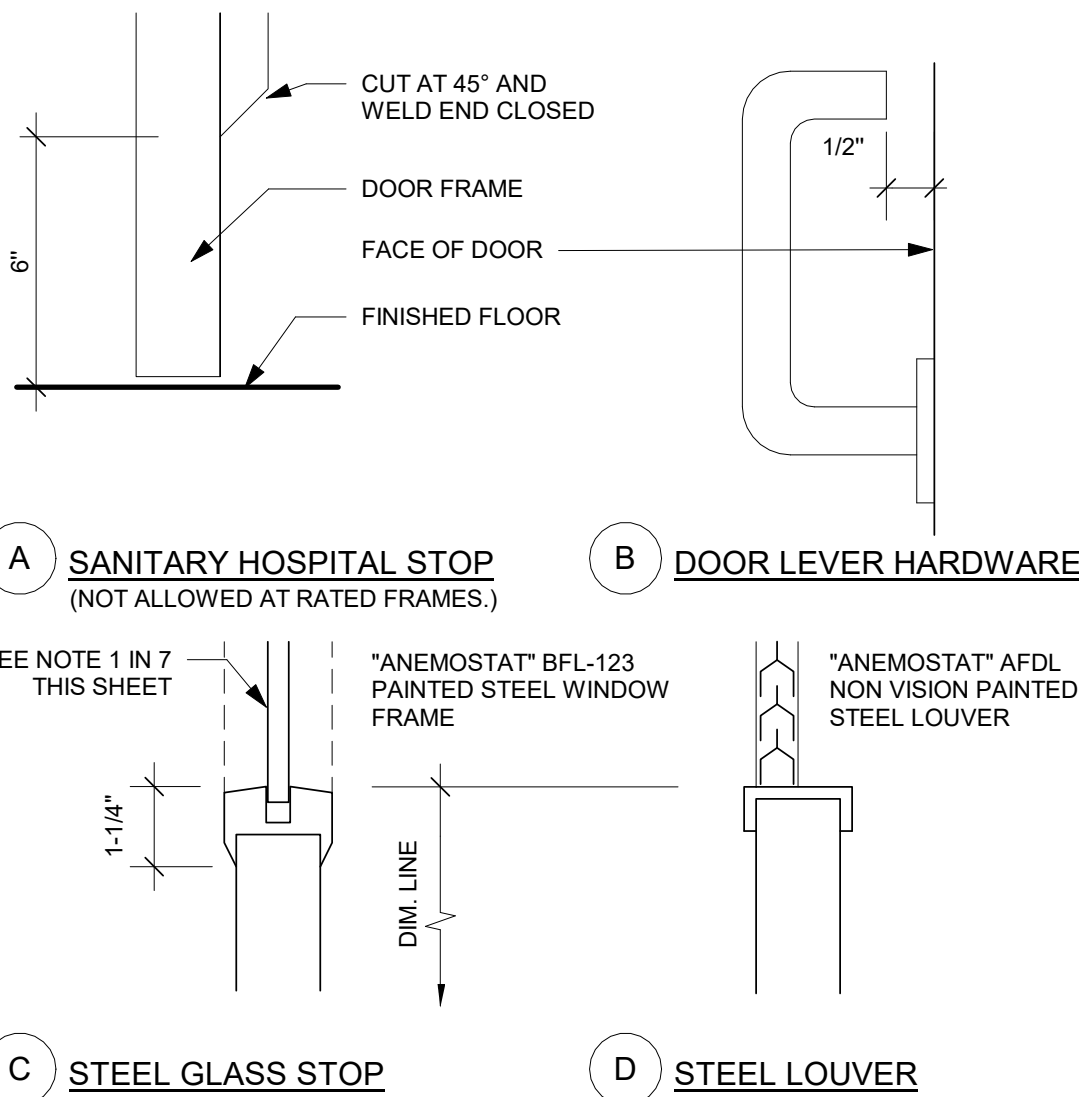 CUT AT 45° AND
WELD END CLOSED
DOOR FRAME
FACE OF DOOR
FINISHED FLOOR
6"
1/2"
A
SANITARY HOSPITAL STOP
(NOT ALLOWED AT RATED FRAMES.)
B
DOOR LEVER HARDWARE
EE NOTE 1 IN 7
THIS SHEET
"ANEMOSTAT" BFL-123
PAINTED STEEL WINDOW
FRAME
"ANEMOSTAT" AFDL
NON VISION PAINTED
STEEL LOUVER
1-1/4"
DIM. LINE
C
STEEL GLASS STOP
D
STEEL LOUVER